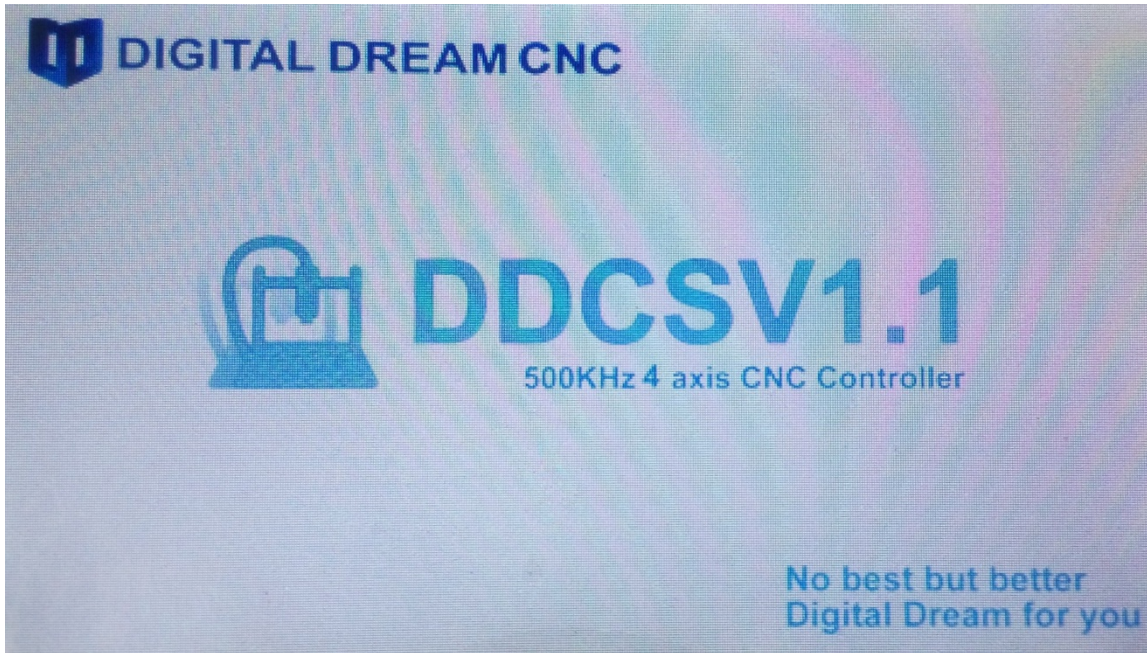 DIGITAL DREAM CNC
DDCSV1.1
500KHz 4 axis CNC Controller
No best but better
Digital Dream for you